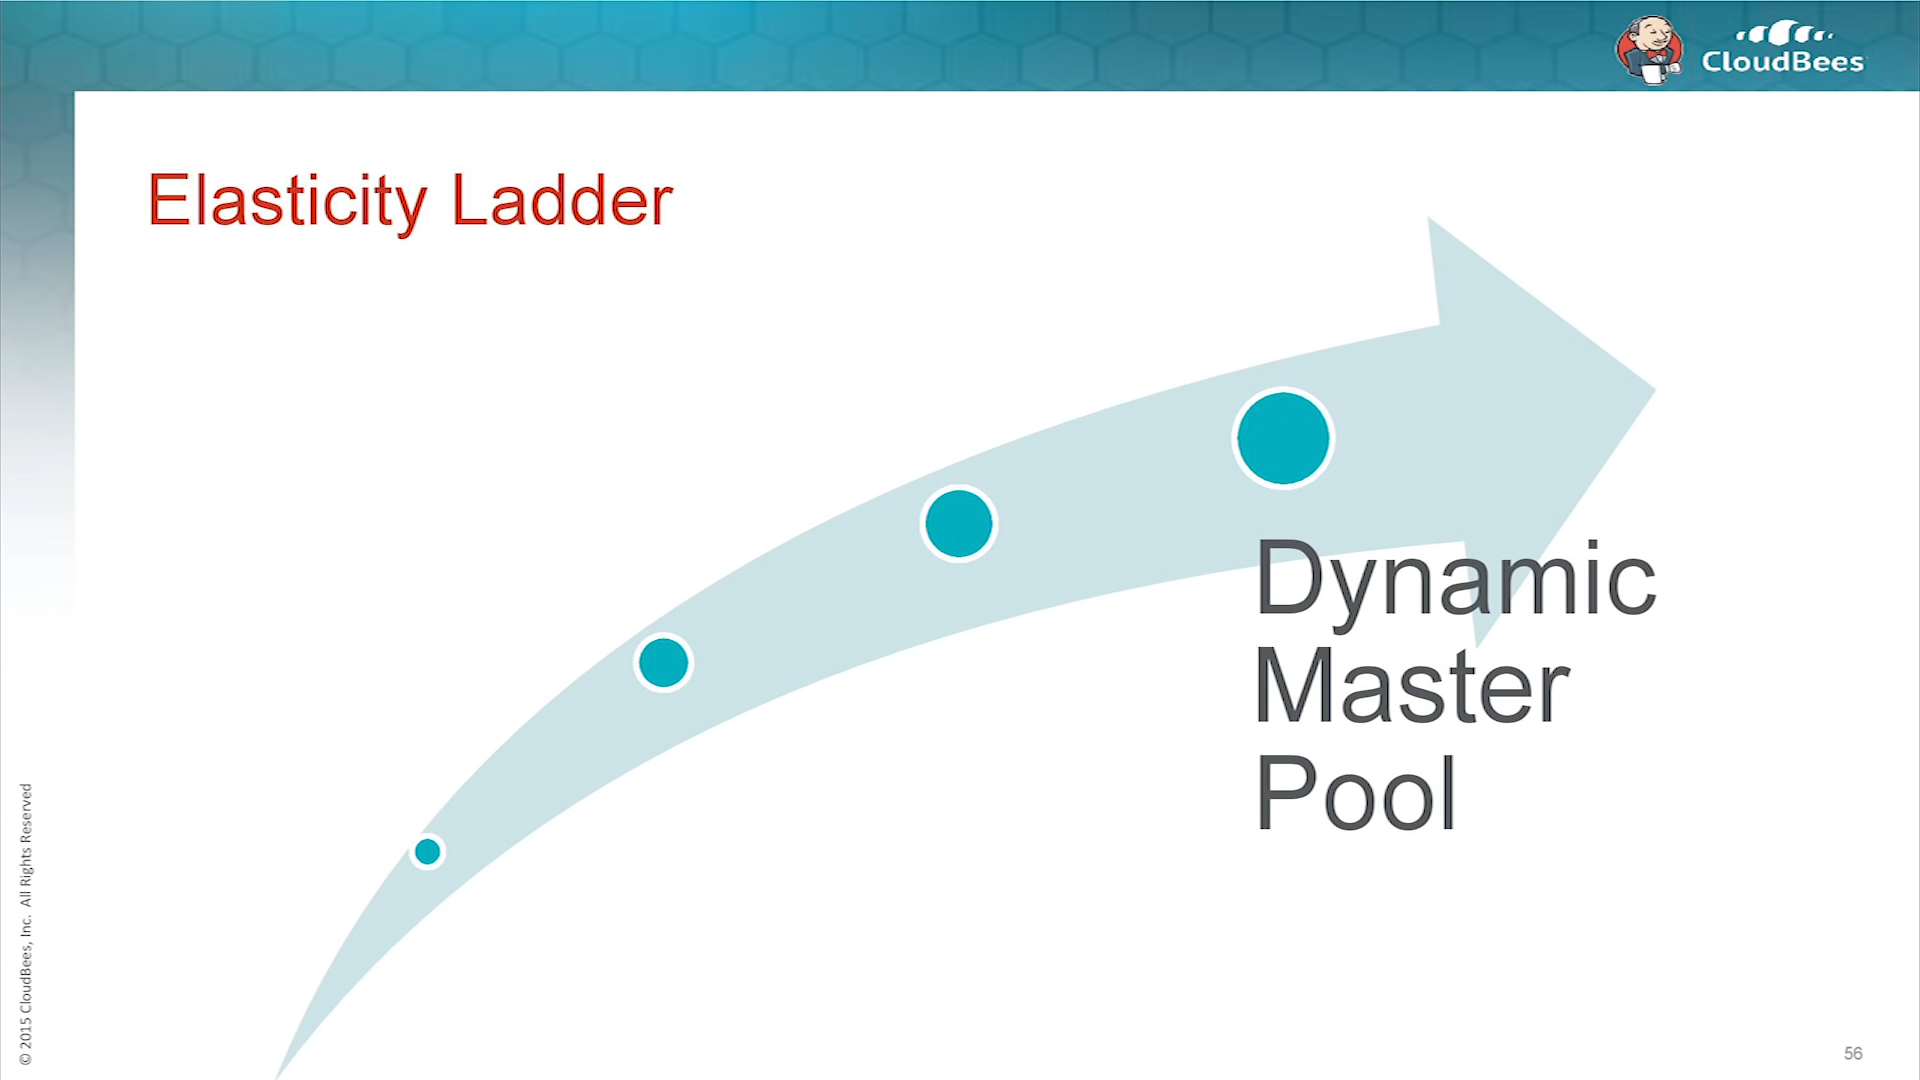 CloudBees
Elasticity Ladder
Dynamic
Master
Pool
© 2015 CloudBees, Inc. All Rights Reserved
56